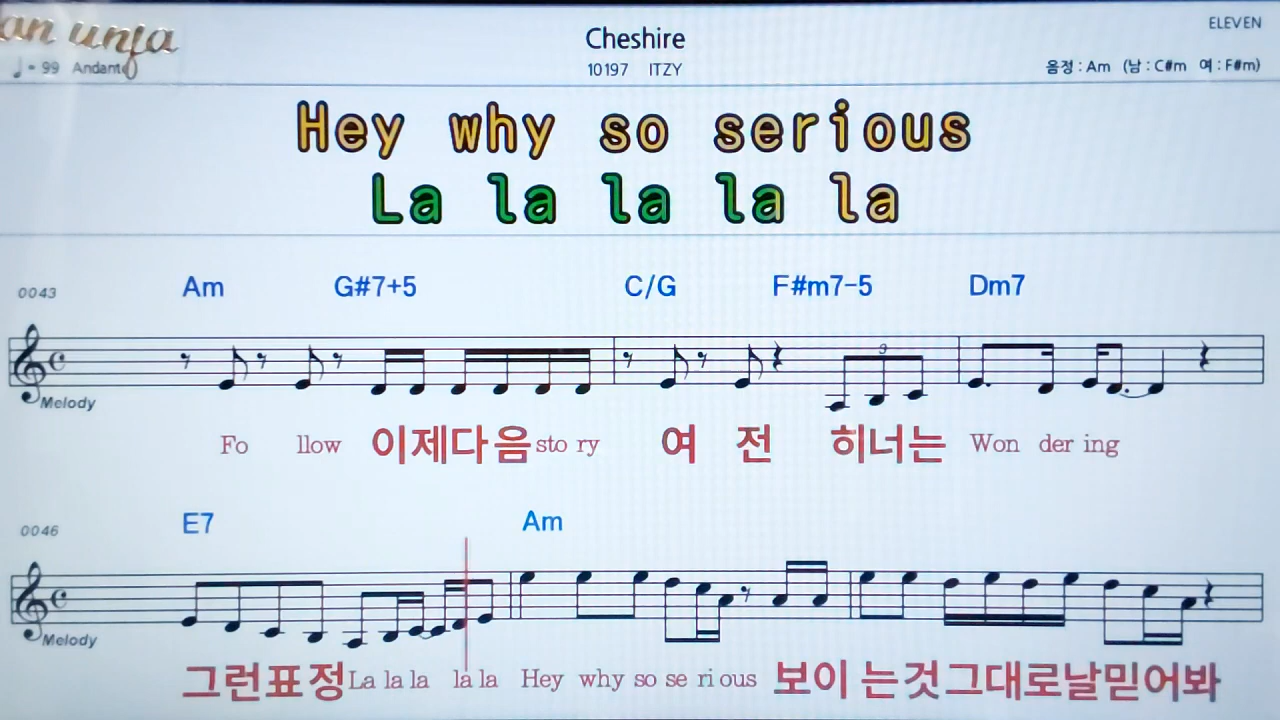 an unja
Cheshire
ELEVEN
♩= 99 Andante
10197 ITZY
음정 : Am (남 : C#m 여 : F#m)
Hey why so serious
La la la la la
0043 Am G#7+5 C/G F#m7-5 Dm7
3
Melody
Fo llow 이제다음 sto ry 여 전 히너는 Won der ing
0046 E7 Am
Melody
그런표정 La la la la la Hey why so se ri ous 보이 는것그대로날믿어봐